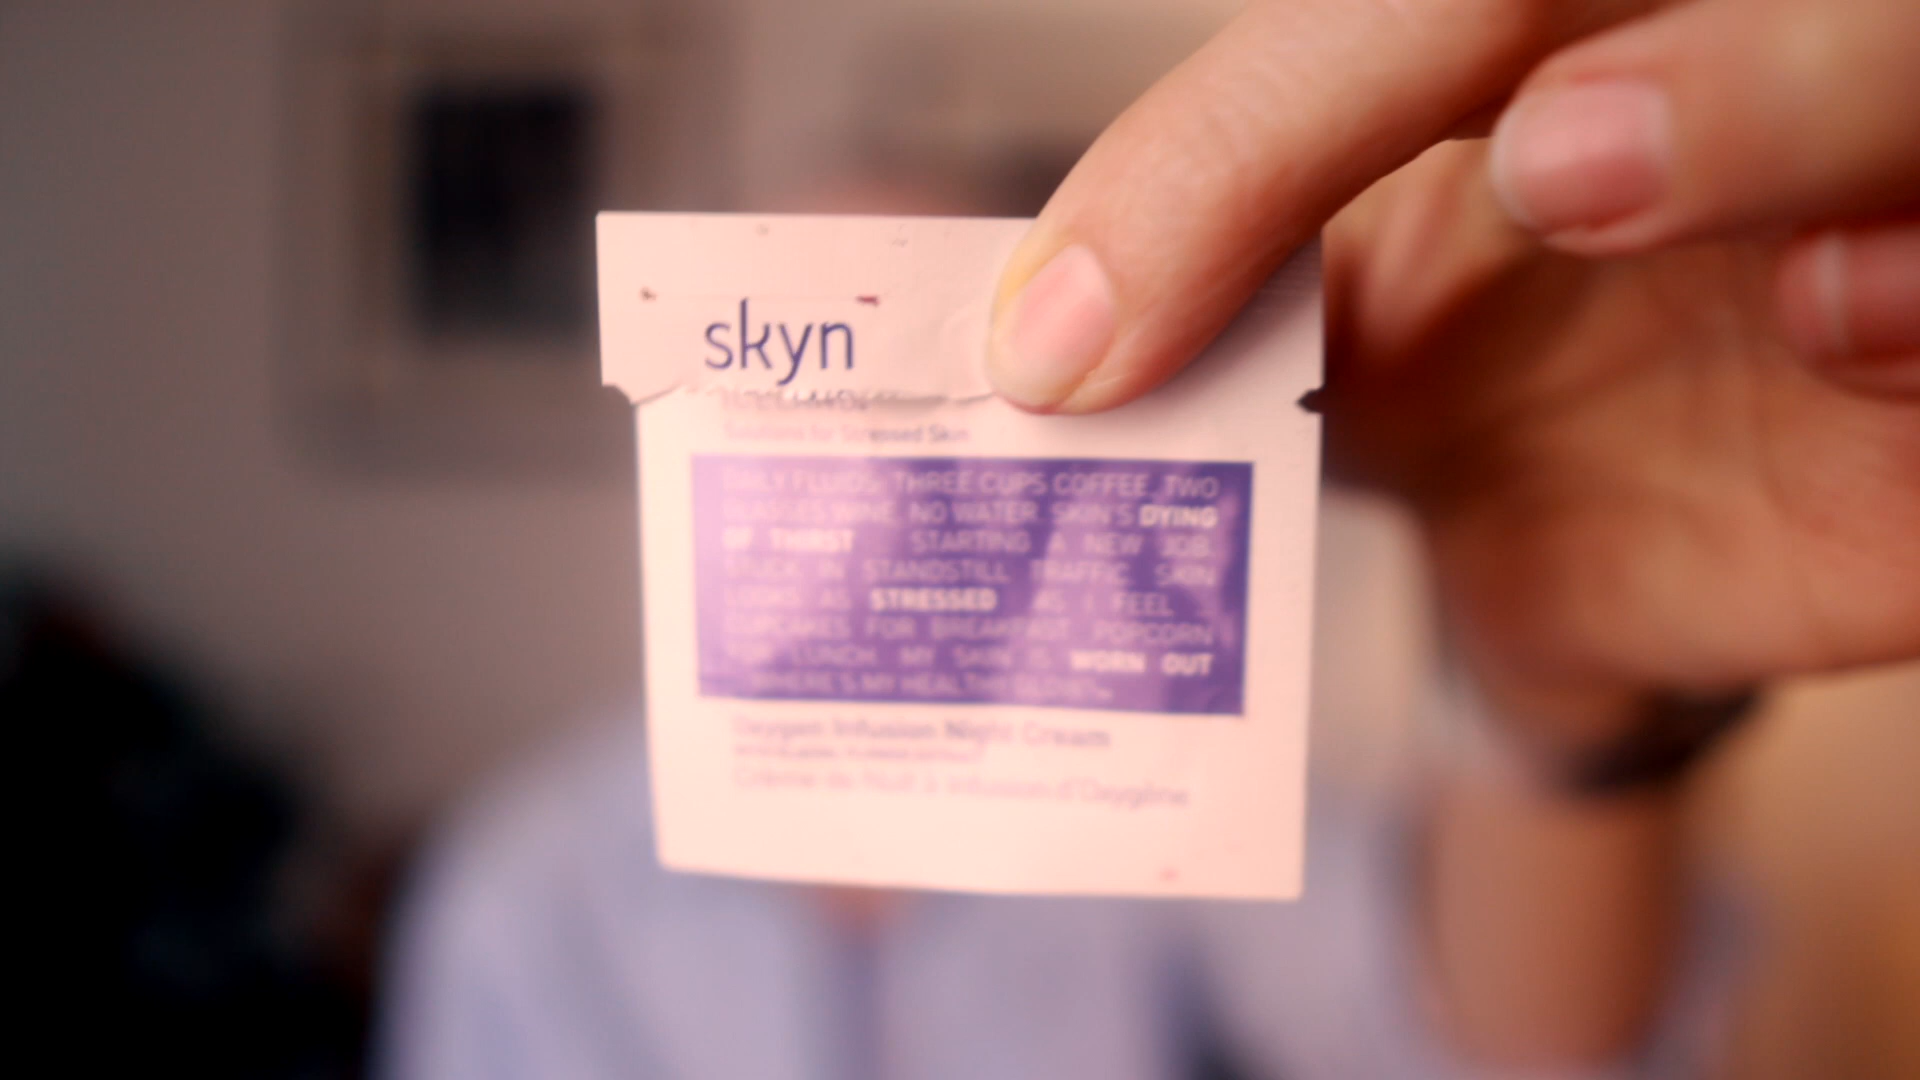 skyn
Solutions for Stressed Skin
DAILY FLUIDS: THREE CUPS COFFEE, TWO
GLASSES WINE, NO WATER. SKIN'S DYING
OF THIRST STARTING A NEW JOB.
STUCK IN STANDSTILL TRAFFIC. SKIN
LOOKS AS STRESSED AS I FEEL
CUPCAKES FOR BREAKFAST. POPCORN
FOR LUNCH. MY SKIN IS WORN OUT
WHERE'S MY HEALTHY GLOW?
Oxygen Infusion Night Cream
Crème de Nuit à Infusion d'Oxygène